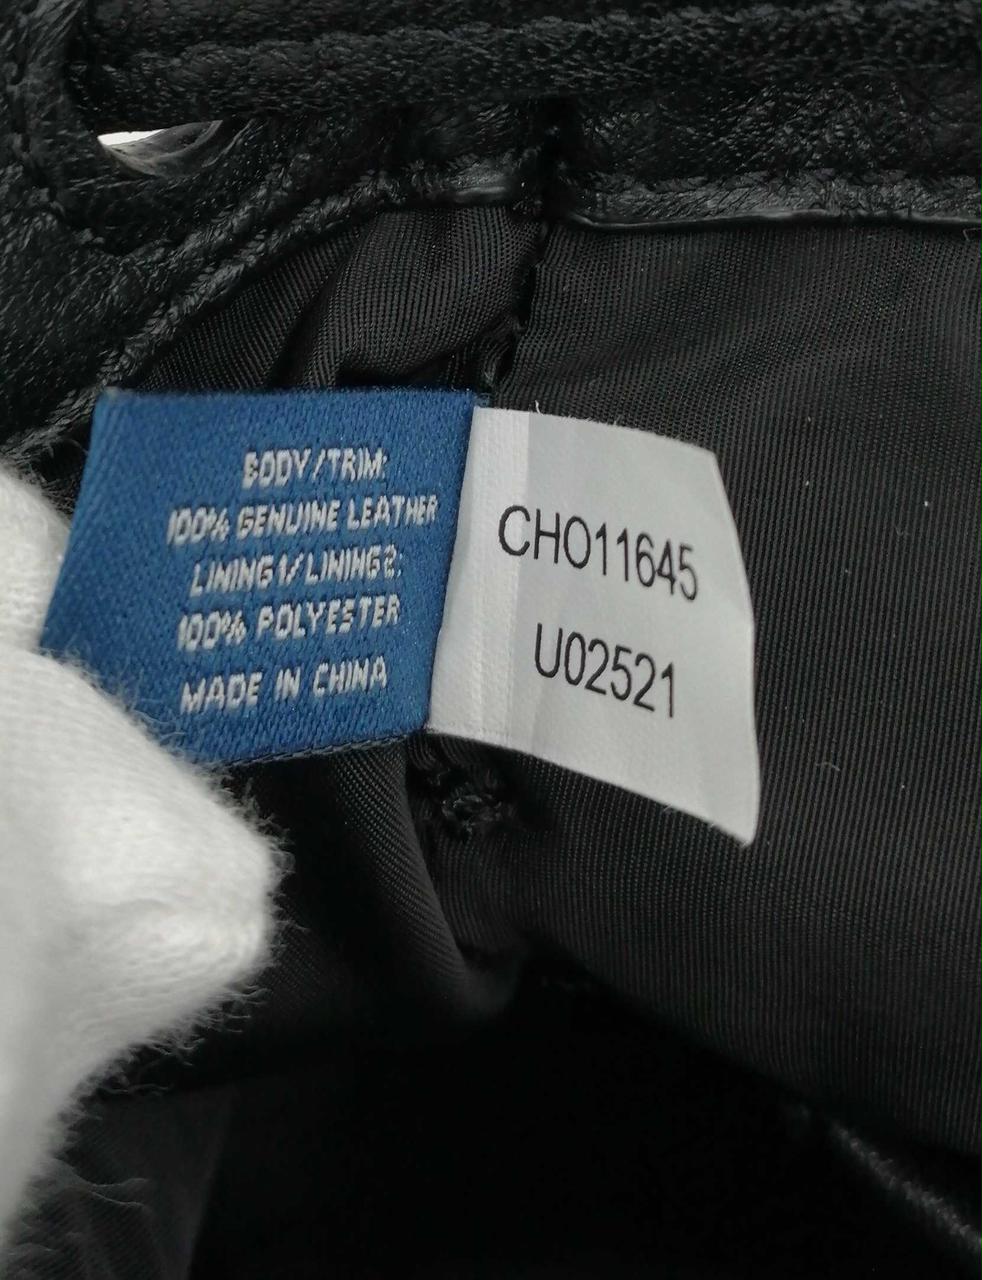 BODY/TRIM:
100% GENUINE LEATHER
LINING1/LINING2:
100% POLYESTER
MADE IN CHINA
CHO11645
U02521